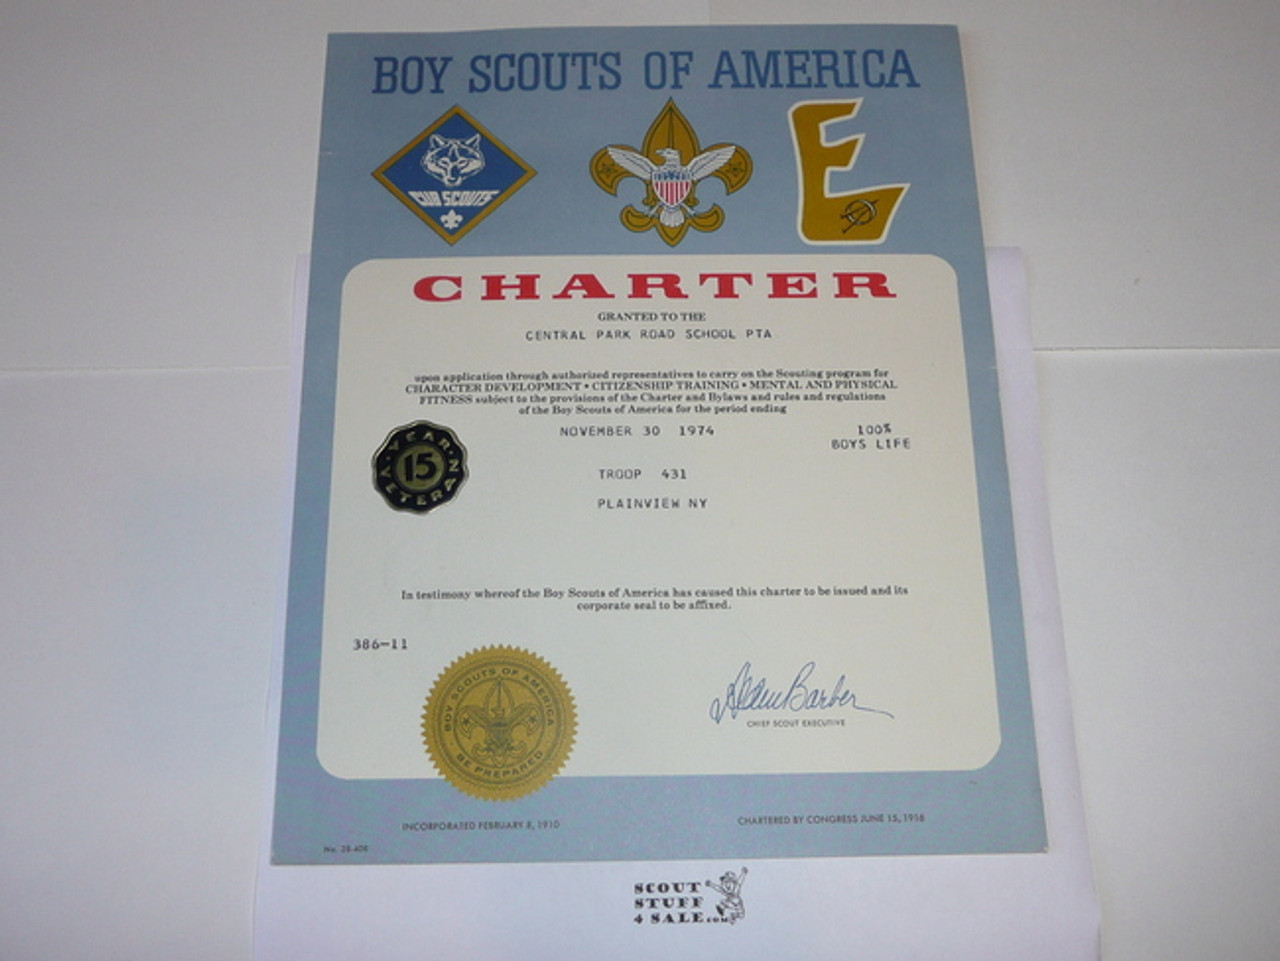 BOY SCOUTS OF AMERICA
CUB SCOUTS
E
CHARTER
GRANTED TO THE
CENTRAL PARK ROAD SCHOOL PTA
upon application through authorized representatives to carry on the Scouting program for
CHARACTER DEVELOPMENT • CITIZENSHIP TRAINING • MENTAL AND PHYSICAL
FITNESS subject to the provisions of the Charter and Bylaws and rules and regulations
of the Boy Scouts of America for the period ending
NOVEMBER 30 1974
100%
BOYS LIFE
YEAR
15
VETERAN
TROOP 431
PLAINVIEW NY
In testimony whereof the Boy Scouts of America has caused this charter to be issued and its
corporate seal to be affixed.
386-11
BOY SCOUTS OF AMERICA
BE PREPARED
Alden Barber
CHIEF SCOUT EXECUTIVE
INCORPORATED FEBRUARY 8, 1910
CHARTERED BY CONGRESS JUNE 15, 1916
No. 28-408
SCOUT
STUFF
4 SALE.com